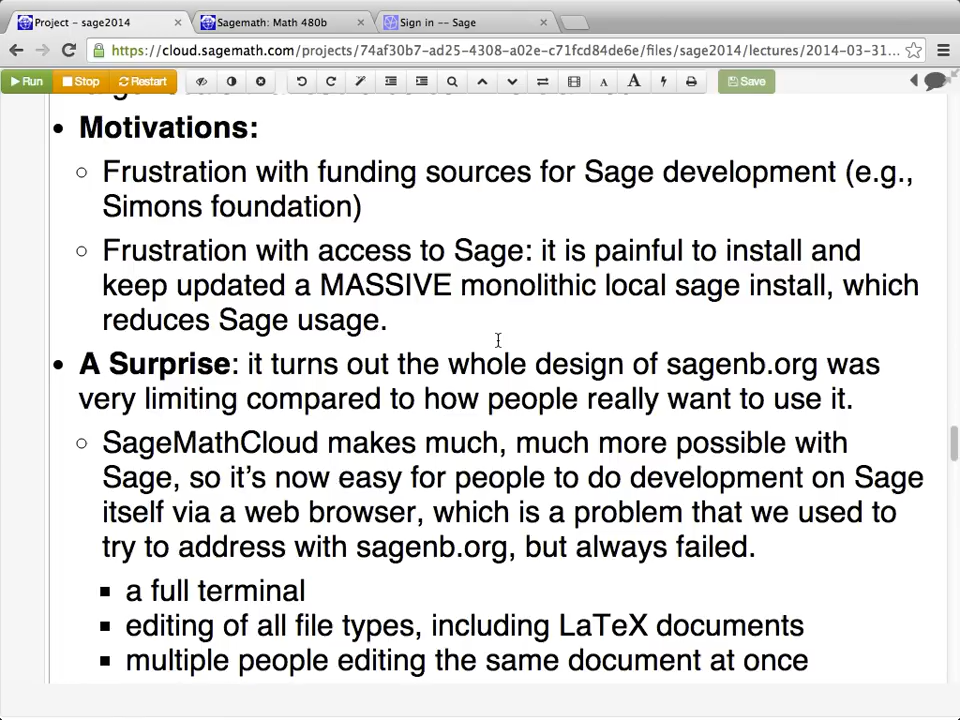 Project – sage2014
Sagemath: Math 480b
Sign in -- Sage
https://cloud.sagemath.com/projects/74af30b7-ad25-4308-a02e-c71fcd84de6e/files/sage2014/lectures/2014-03-31...
Run Stop Restart A A Save
• Motivations:
Frustration with funding sources for Sage development (e.g.,
Simons foundation)
Frustration with access to Sage: it is painful to install and
keep updated a MASSIVE monolithic local sage install, which
reduces Sage usage.
• A Surprise: it turns out the whole design of sagenb.org was
very limiting compared to how people really want to use it.
SageMathCloud makes much, much more possible with
Sage, so it's now easy for people to do development on Sage
itself via a web browser, which is a problem that we used to
try to address with sagenb.org, but always failed.
a full terminal
editing of all file types, including LaTeX documents
multiple people editing the same document at once